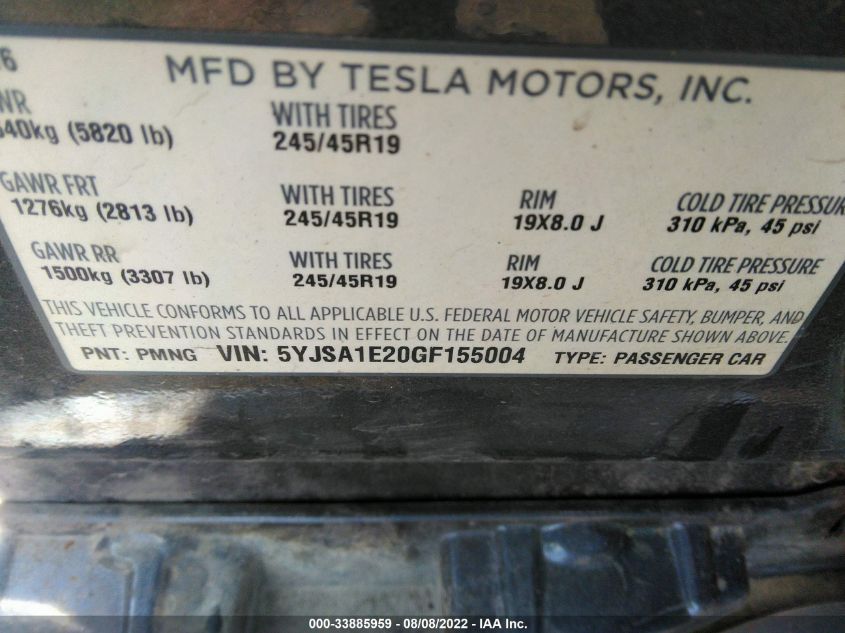 MFD BY TESLA MOTORS, INC.
WITH TIRES
(5820 lb) 245/45R19
GAWR FRT WITH TIRES RIM COLD TIRE
1276kg (2813 lb) 245/45R19 19X8.0 J 310 kPa, 45 psi
GAWR RR WITH TIRES RIM COLD TIRE PRESSURE
1500kg (3307 lb) 245/45R19 19X8.0 J 310 kPa, 45 psi
THIS VEHICLE CONFORMS TO ALL APPLICABLE U.S. FEDERAL MOTOR VEHICLE SAFETY, BUMPER, AND
THEFT PREVENTION STANDARDS IN EFFECT ON THE DATE OF MANUFACTURE SHOWN ABOVE.
PNT: PMNG VIN: 5YJSA1E20GF155004 TYPE: PASSENGER CAR
000-33885959 - 08/08/2022 - IAA Inc.